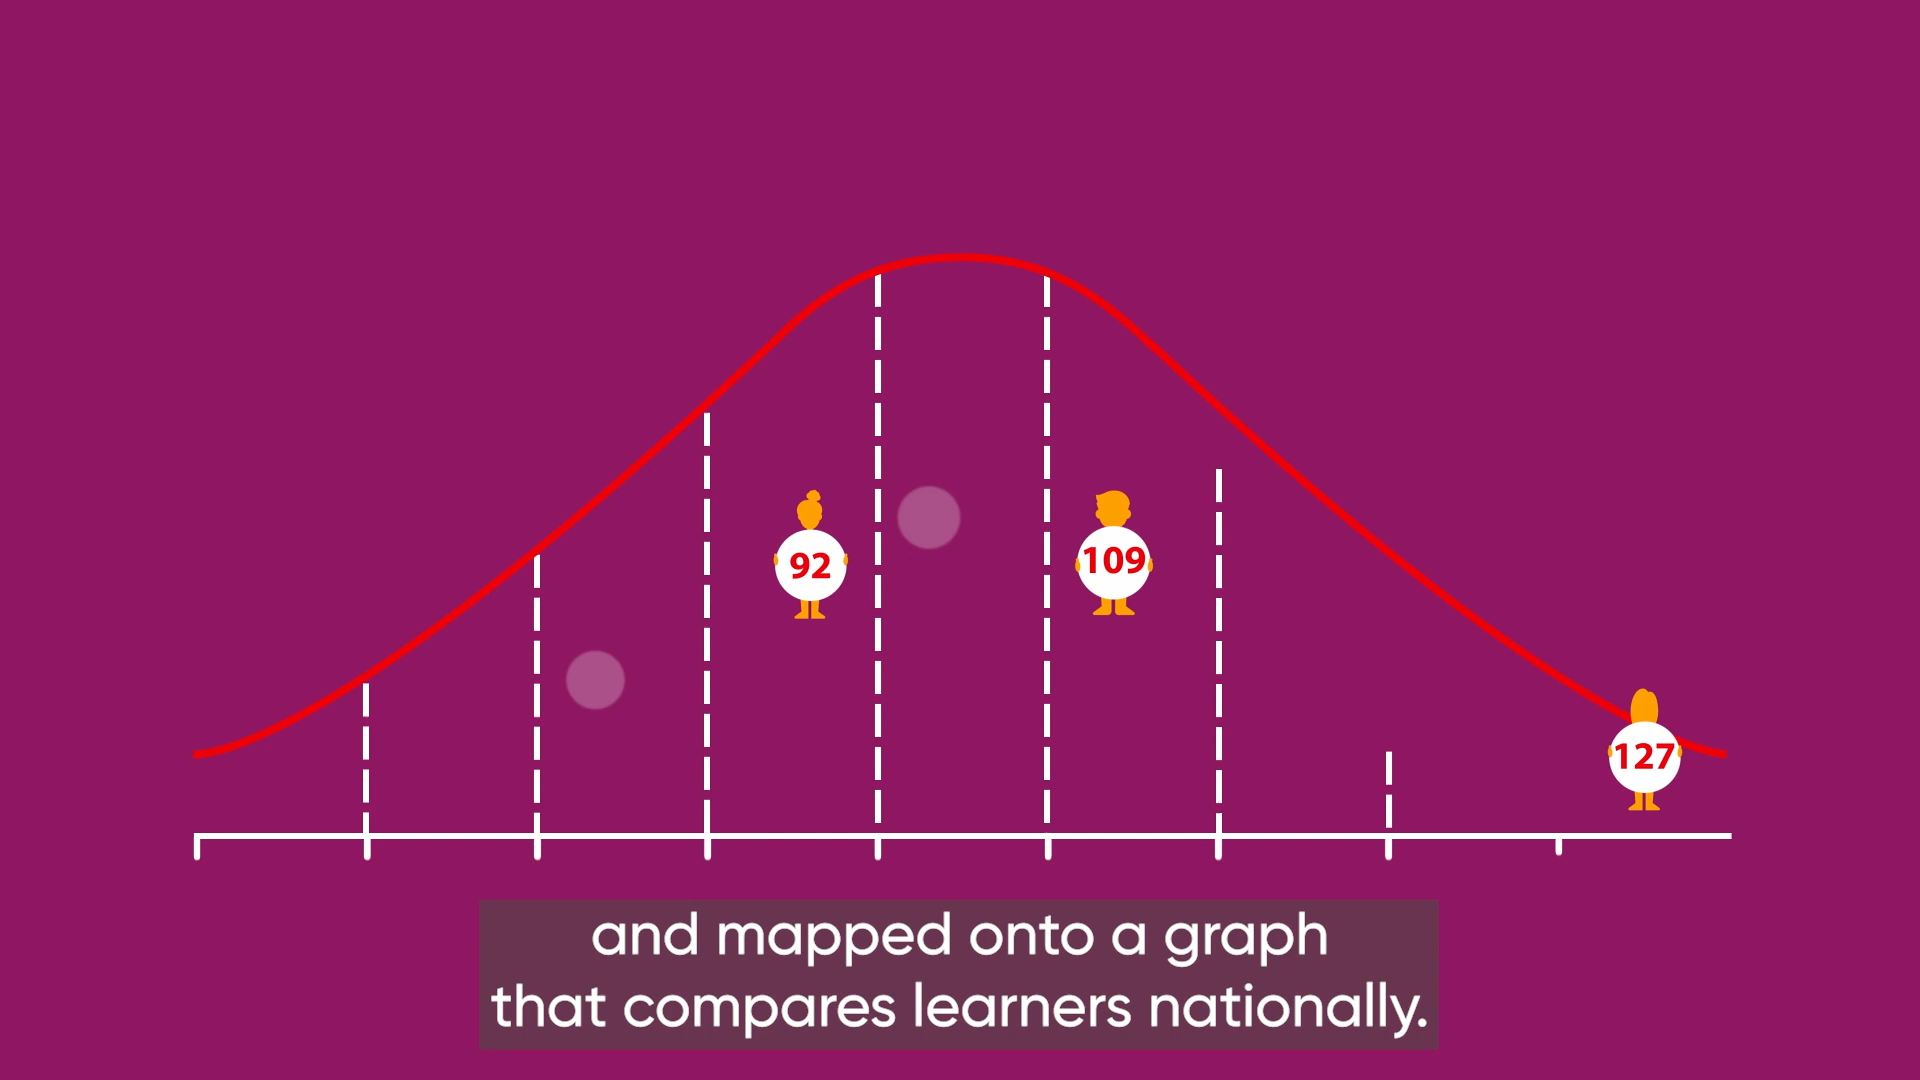 92
109
127
and mapped onto a graph
that compares learners nationally.